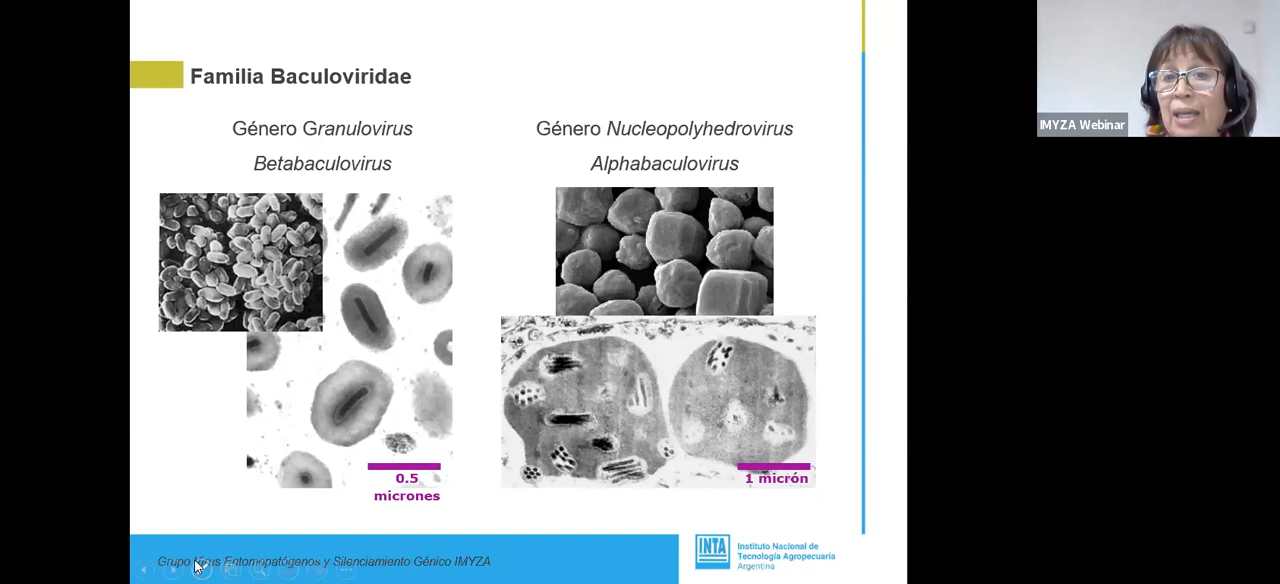 Familia Baculoviridae
Género Granulovirus
Betabaculovirus
Género Nucleopolyhedrovirus
Alphabaculovirus
0.5
micrones
1 micrón
Grupo Virus Entomopatógenos y Silenciamiento Génico IMYZA
INTA
Instituto Nacional de
Tecnología Agropecuaria
Argentina
IMYZA Webinar